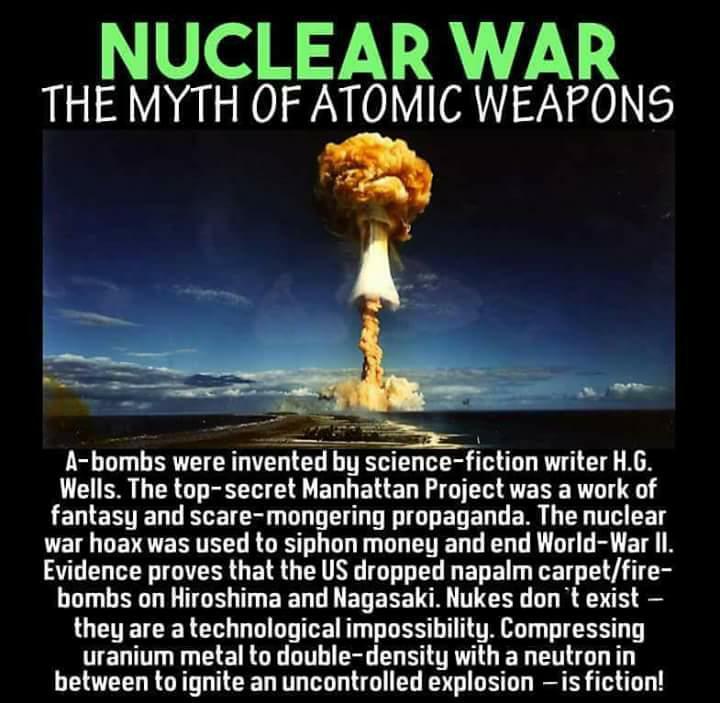 NUCLEAR WAR
THE MYTH OF ATOMIC WEAPONS
A-bombs were invented by science-fiction writer H.G.
Wells. The top-secret Manhattan Project was a work of
fantasy and scare-mongering propaganda. The nuclear
war hoax was used to siphon money and end World-War II.
Evidence proves that the US dropped napalm carpet/fire-
bombs on Hiroshima and Nagasaki. Nukes don´t exist –
they are a technological impossibility. Compressing
uranium metal to double-density with a neutron in
between to ignite an uncontrolled explosion – is fiction!